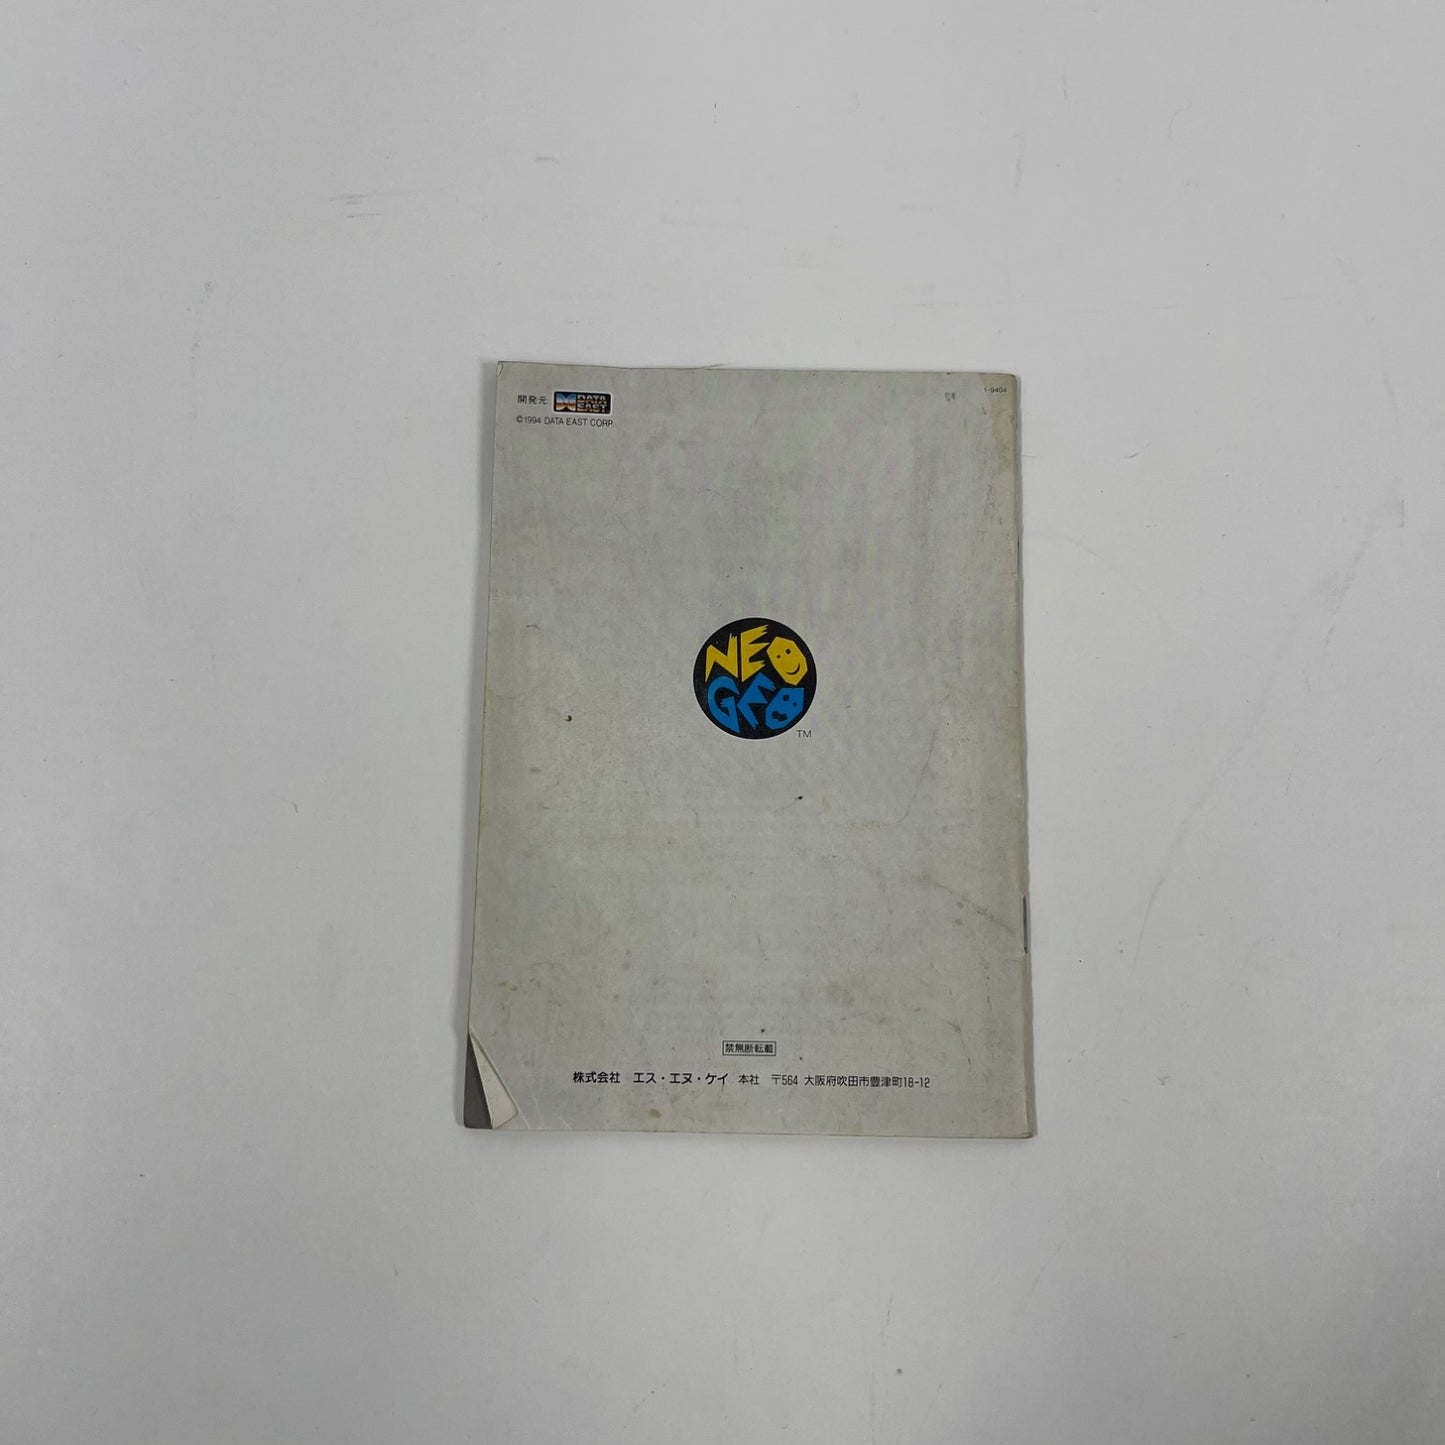 開発元 DATA EAST
©1994 DATA EAST CORP.
1-9404
NEO
GEO
TM
禁無断転載
株式会社 エス・エヌ・ケイ 本社 〒564 大阪府吹田市豊津町18-12